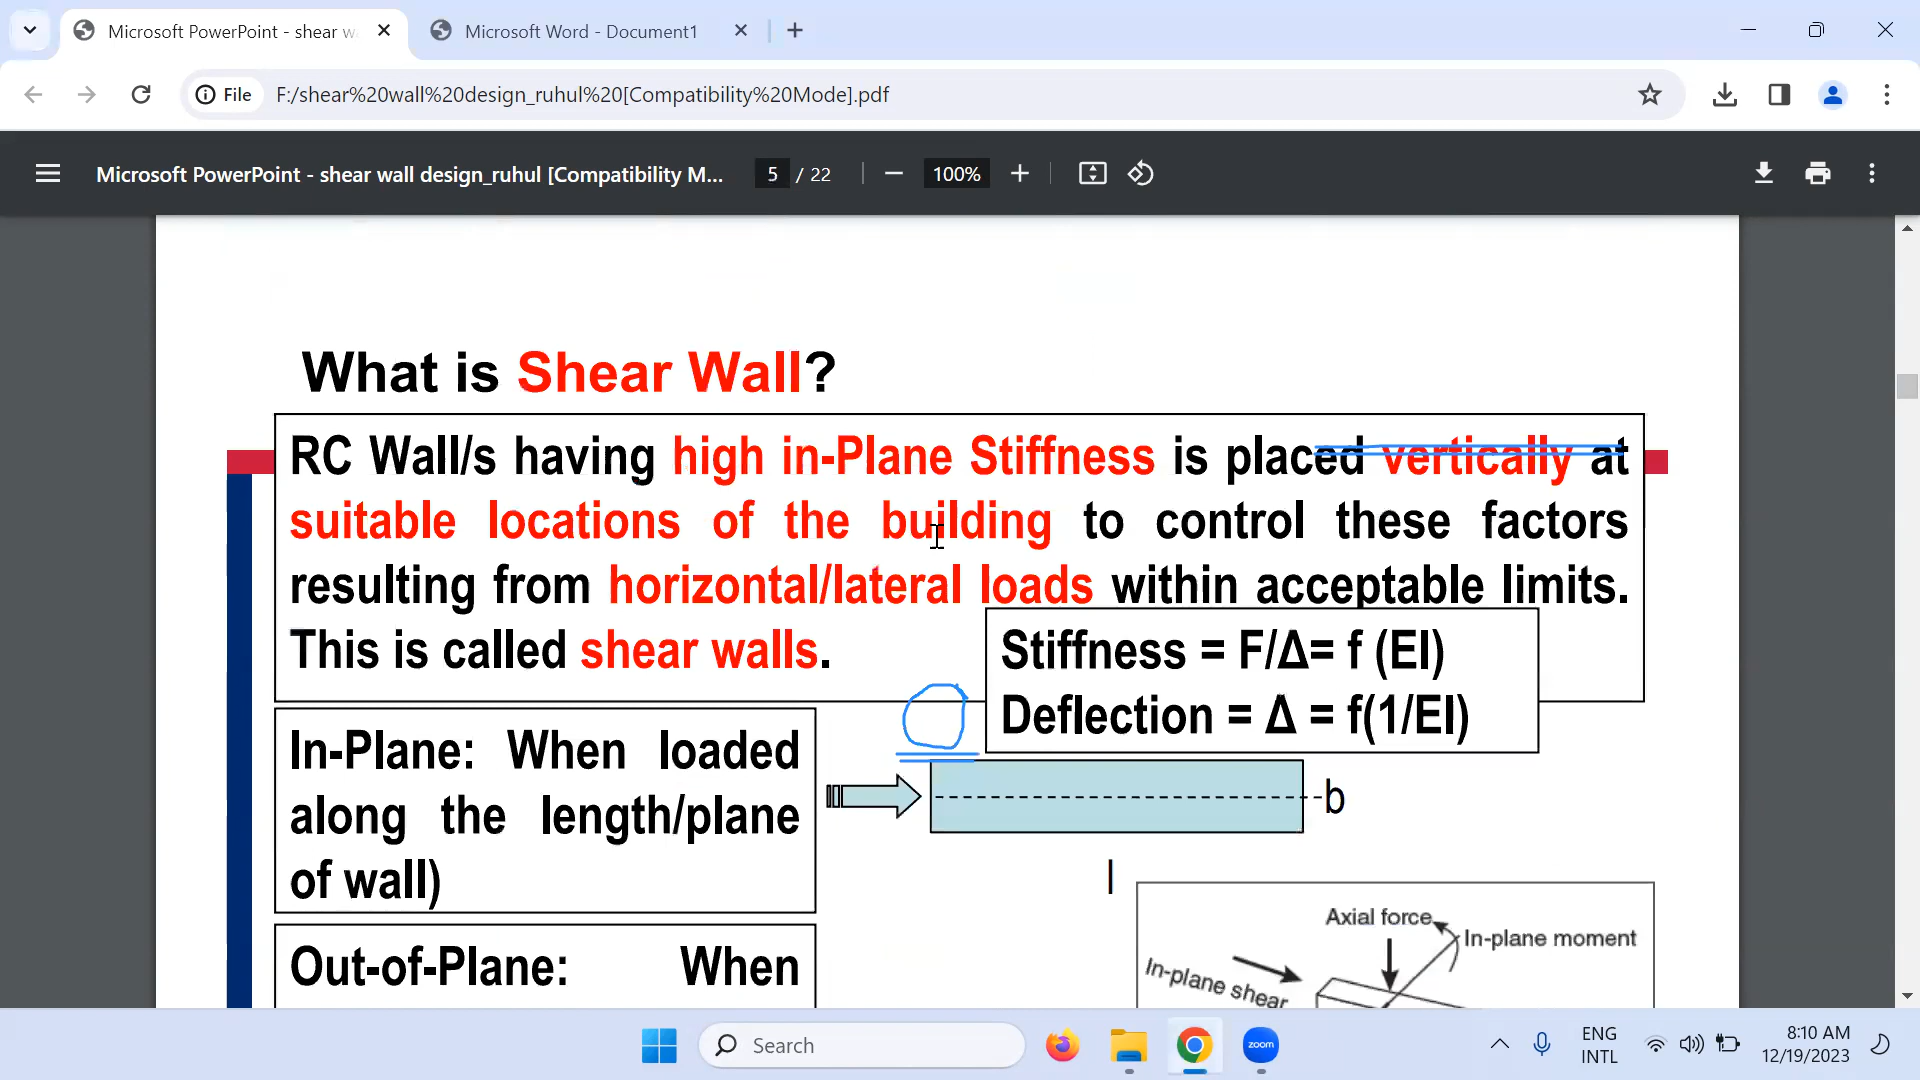 Microsoft PowerPoint - shear w
Microsoft Word - Document1
File
F:/shear%20wall%20design_ruhul%20[Compatibility%20Mode].pdf
Microsoft PowerPoint - shear wall design_ruhul [Compatibility M...
5 / 22
100%
What is Shear Wall?
RC Wall/s having high in-Plane Stiffness is placed vertically at
suitable locations of the building to control these factors
resulting from horizontal/lateral loads within acceptable limits.
This is called shear walls.
Stiffness = F/Δ= f (EI)
Deflection = Δ = f(1/EI)
In-Plane: When loaded
along the length/plane
of wall)
b
l
Out-of-Plane: When
Axial force
In-plane moment
In-plane shear
Search
zoom
ENG
INTL
8:10 AM
12/19/2023